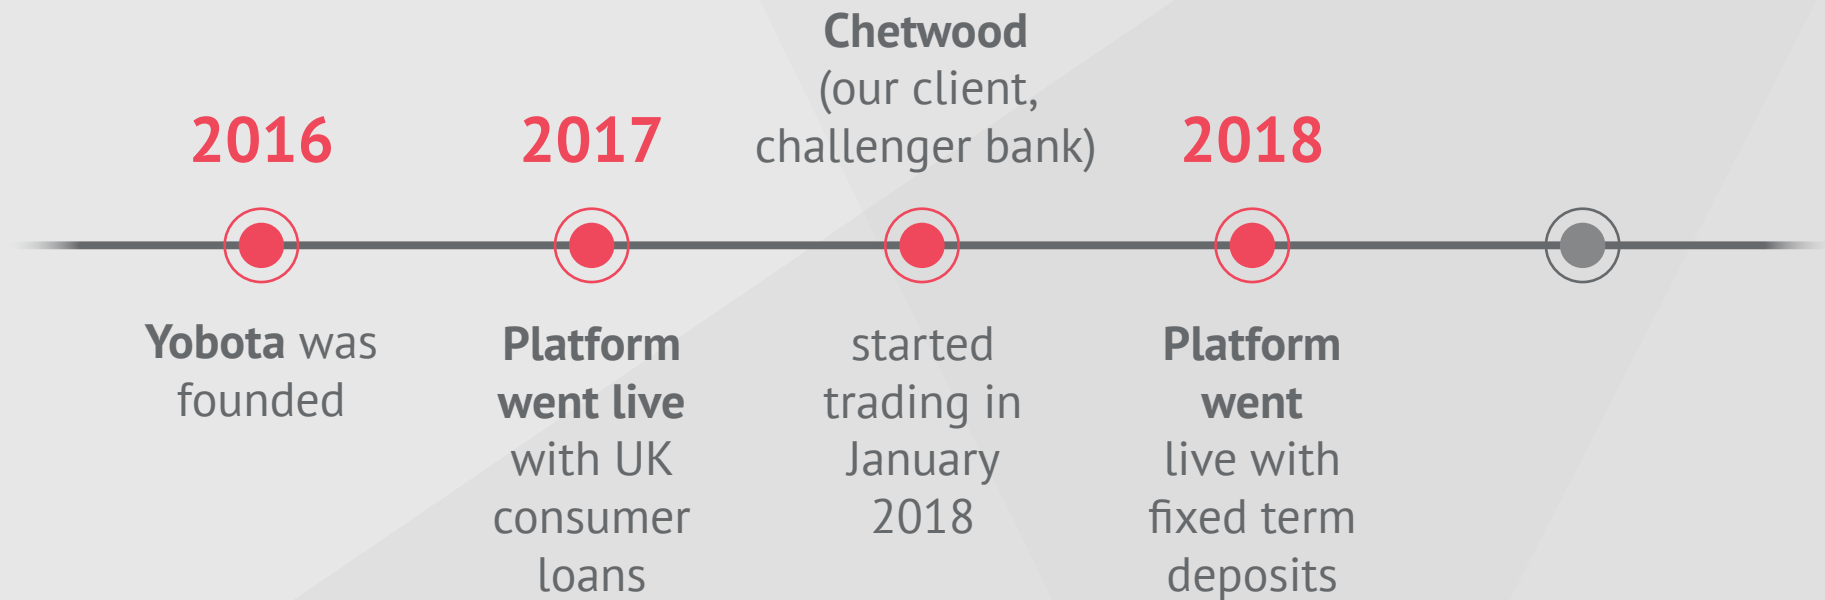 2016
Yobota was
founded
2017
Platform
went live
with UK
consumer
loans
Chetwood
(our client,
challenger bank)
started
trading in
January
2018
2018
Platform
went
live with
fixed term
deposits